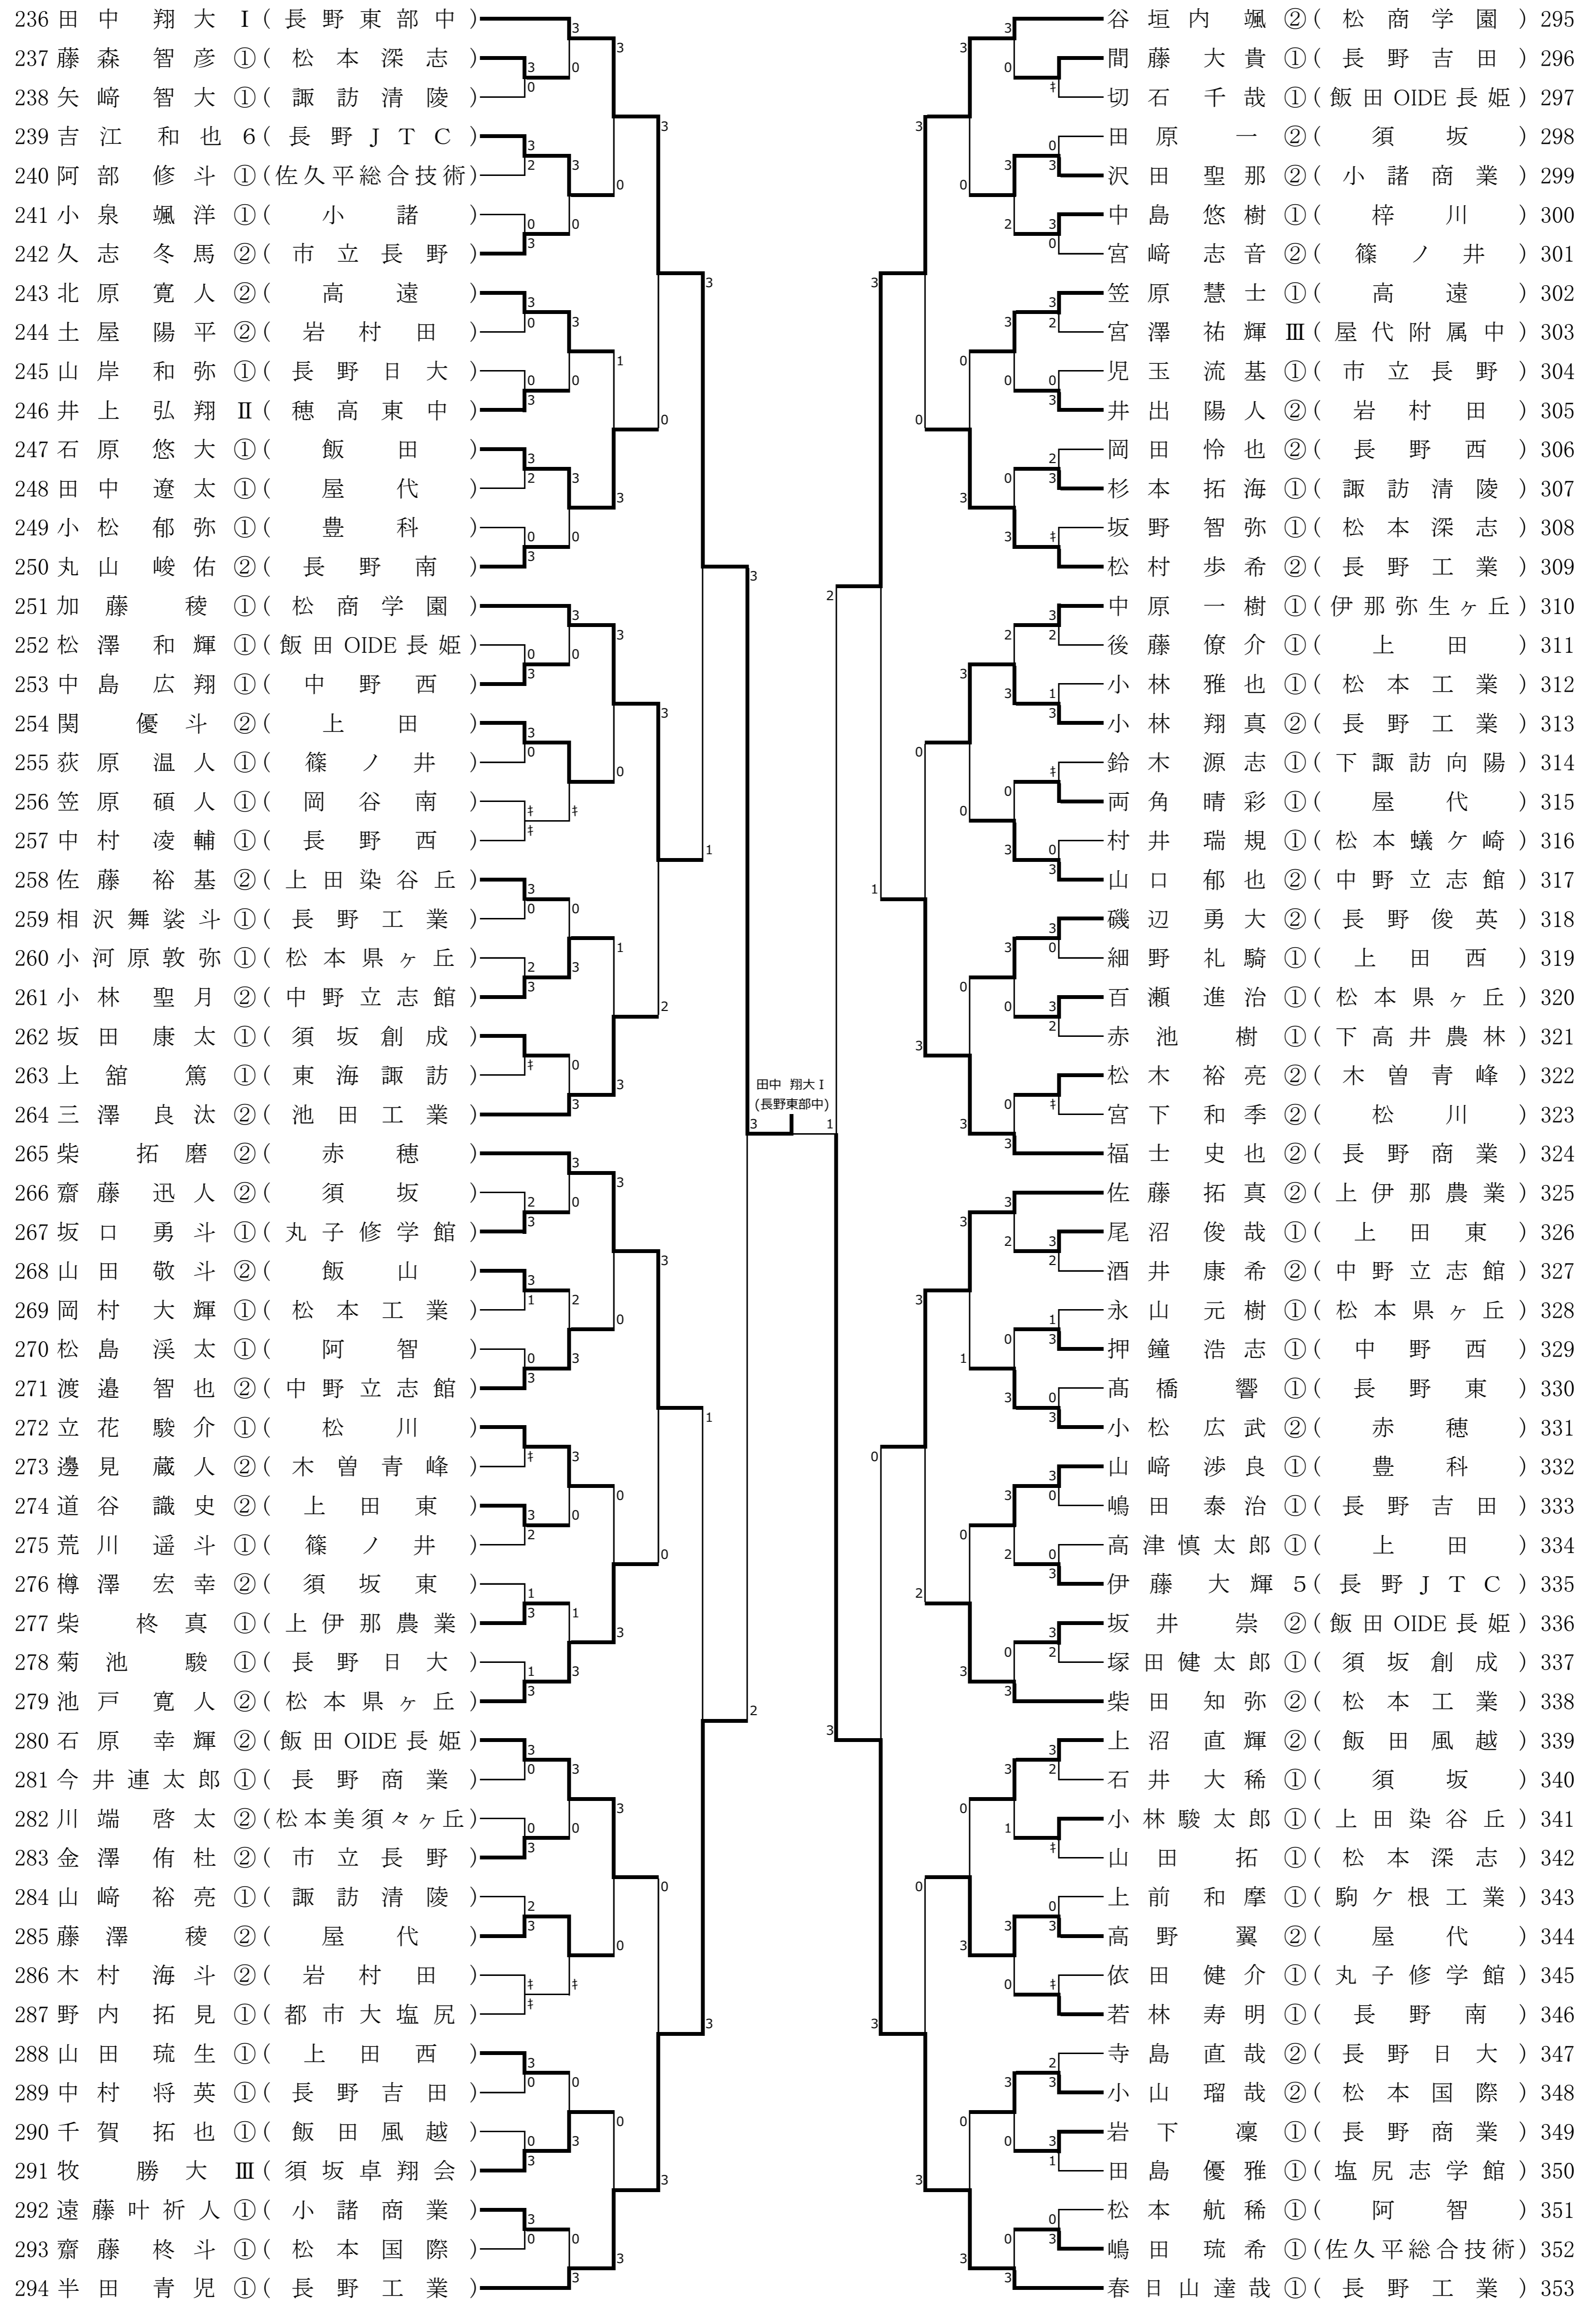 236 田中 翔大 Ⅰ (長野東部中)
237 藤森 智彦 ① (松本深志)
238 矢﨑 智大 ① (諏訪清陵)
239 吉江 和也 6 (長野JTC)
240 阿部 修斗 ① (佐久平総合技術)
241 小泉 颯洋 ① (小諸)
242 久志 冬馬 ② (市立長野)
243 北原 寛人 ② (高遠)
244 土屋 陽平 ② (岩村田)
245 山岸 和弥 ① (長野日大)
246 井上 弘翔 Ⅱ (穂高東中)
247 石原 悠大 ① (飯田)
248 田中 遼太 ① (屋代)
249 小松 郁弥 ① (豊科)
250 丸山 峻佑 ② (長野南)
251 加藤 稜 ① (松商学園)
252 松澤 和輝 ① (飯田OIDE長姫)
253 中島 広翔 ① (中野西)
254 関 優斗 ② (上田)
255 荻原 温人 ① (篠ノ井)
256 笠原 碩人 ① (岡谷南)
257 中村 凌輔 ① (長野西)
258 佐藤 裕基 ② (上田染谷丘)
259 相沢舞裟斗 ① (長野工業)
260 小河原敦弥 ① (松本県ヶ丘)
261 小林 聖月 ② (中野立志館)
262 坂田 康太 ① (須坂創成)
263 上舘 篤 ① (東海諏訪)
264 三澤 良汰 ② (池田工業)
265 柴 拓磨 ② (赤穂)
266 齋藤 迅人 ② (須坂)
267 坂口 勇斗 ① (丸子修学館)
268 山田 敬斗 ② (飯山)
269 岡村 大輝 ① (松本工業)
270 松島 渓太 ① (阿智)
271 渡邉 智也 ② (中野立志館)
272 立花 駿介 ① (松川)
273 邊見 蔵人 ② (木曽青峰)
274 道谷 識史 ② (上田東)
275 荒川 遥斗 ① (篠ノ井)
276 樽澤 宏幸 ② (須坂東)
277 柴 柊真 ① (上伊那農業)
278 菊池 駿 ① (長野日大)
279 池戸 寛人 ② (松本県ヶ丘)
280 石原 幸輝 ② (飯田OIDE長姫)
281 今井連太郎 ① (長野商業)
282 川端 啓太 ② (松本美須々ヶ丘)
283 金澤 侑杜 ② (市立長野)
284 山﨑 裕亮 ① (諏訪清陵)
285 藤澤 稜 ② (屋代)
286 木村 海斗 ② (岩村田)
287 野内 拓見 ① (都市大塩尻)
288 山田 琉生 ① (上田西)
289 中村 将英 ① (長野吉田)
290 千賀 拓也 ① (飯田風越)
291 牧 勝大 Ⅲ (須坂卓翔会)
292 遠藤叶祈人 ① (小諸商業)
293 齋藤 柊斗 ① (松本国際)
294 半田 青児 ① (長野工業)
田中 翔大Ⅰ
(長野東部中)
3 1
谷垣内 颯 ② (松商学園) 295
間藤 大貴 ① (長野吉田) 296
切石 千哉 ① (飯田OIDE長姫) 297
田原 一 ② (須坂) 298
沢田 聖那 ② (小諸商業) 299
中島 悠樹 ① (梓川) 300
宮﨑 志音 ② (篠ノ井) 301
笠原 慧士 ① (高遠) 302
宮澤 祐輝 Ⅲ (屋代附属中) 303
児玉 流基 ① (市立長野) 304
井出 陽人 ② (岩村田) 305
岡田 怜也 ② (長野西) 306
杉本 拓海 ① (諏訪清陵) 307
坂野 智弥 ① (松本深志) 308
松村 歩希 ② (長野工業) 309
中原 一樹 ① (伊那弥生ヶ丘) 310
後藤 僚介 ① (上田) 311
小林 雅也 ① (松本工業) 312
小林 翔真 ② (長野工業) 313
鈴木 源志 ① (下諏訪向陽) 314
両角 晴彩 ① (屋代) 315
村井 瑞規 ① (松本蟻ケ崎) 316
山口 郁也 ② (中野立志館) 317
磯辺 勇大 ② (長野俊英) 318
細野 礼騎 ① (上田西) 319
百瀬 進治 ① (松本県ヶ丘) 320
赤池 樹 ① (下高井農林) 321
松木 裕亮 ② (木曽青峰) 322
宮下 和季 ② (松川) 323
福士 史也 ② (長野商業) 324
佐藤 拓真 ② (上伊那農業) 325
尾沼 俊哉 ① (上田東) 326
酒井 康希 ② (中野立志館) 327
永山 元樹 ① (松本県ヶ丘) 328
押鐘 浩志 ① (中野西) 329
髙橋 響 ① (長野東) 330
小松 広武 ② (赤穂) 331
山﨑 渉良 ① (豊科) 332
嶋田 泰治 ① (長野吉田) 333
高津慎太郎 ① (上田) 334
伊藤 大輝 5 (長野JTC) 335
坂井 崇 ② (飯田OIDE長姫) 336
塚田健太郎 ① (須坂創成) 337
柴田 知弥 ② (松本工業) 338
上沼 直輝 ② (飯田風越) 339
石井 大稀 ① (須坂) 340
小林駿太郎 ① (上田染谷丘) 341
山田 拓 ① (松本深志) 342
上前 和摩 ① (駒ケ根工業) 343
高野 翼 ② (屋代) 344
依田 健介 ① (丸子修学館) 345
若林 寿明 ① (長野南) 346
寺島 直哉 ② (長野日大) 347
小山 瑠哉 ② (松本国際) 348
岩下 凜 ① (長野商業) 349
田島 優雅 ① (塩尻志学館) 350
松本 航稀 ① (阿智) 351
嶋田 琉希 ① (佐久平総合技術) 352
春日山達哉 ① (長野工業) 353